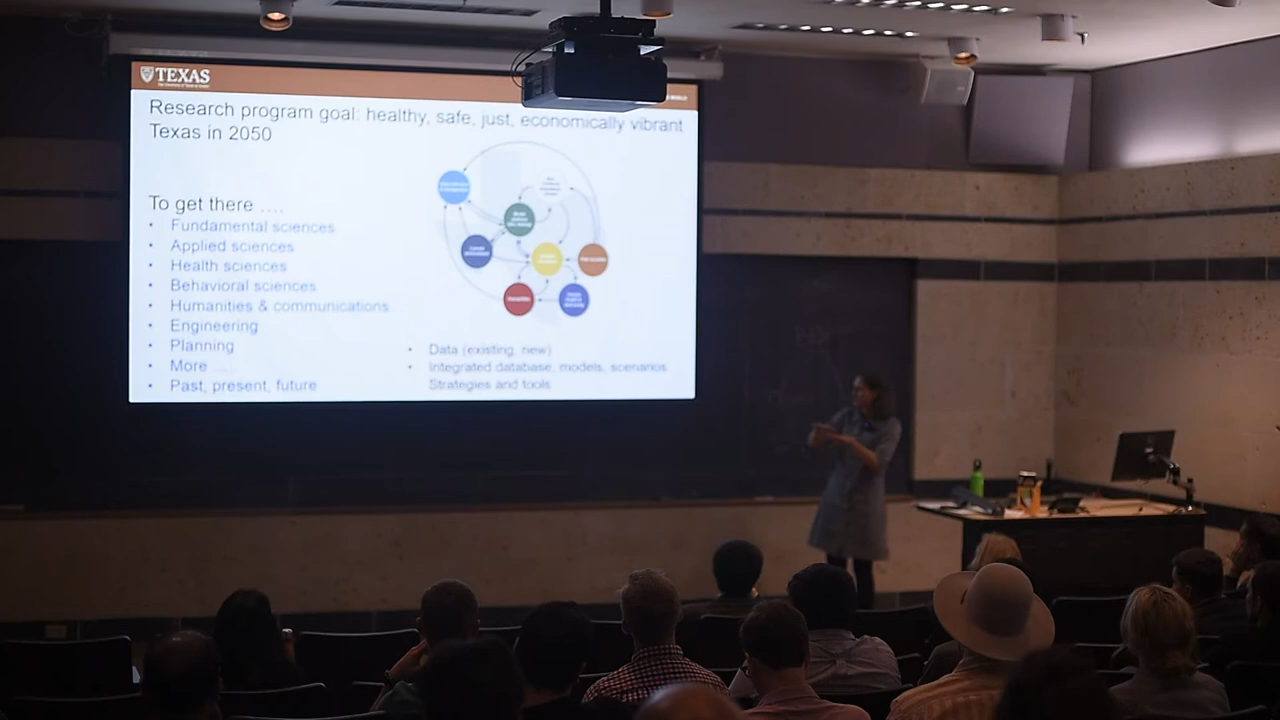 TEXAS
WORLD
Research program goal: healthy, safe, just, economically vibrant
Texas in 2050
To get there ....
• Fundamental sciences
• Applied sciences
• Health sciences
• Behavioral sciences
• Humanities & communications
• Engineering
• Planning
• More .....
• Past, present, future
• Data (existing, new)
• Integrated database, models, scenarios
Strategies and tools